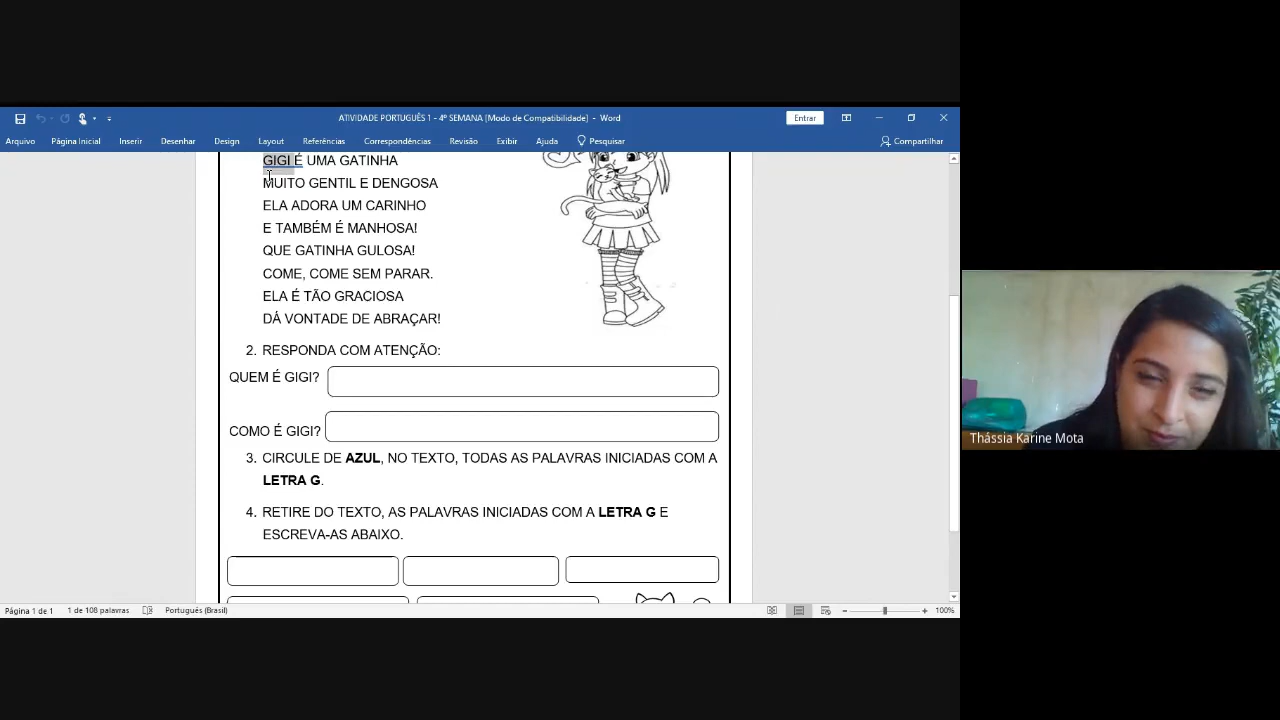 ATIVIDADE PORTUGUÊS 1 - 4º SEMANA [Modo de Compatibilidade] - Word
Entrar
Arquivo Página Inicial Inserir Desenhar Design Layout Referências Correspondências Revisão Exibir Ajuda Pesquisar Compartilhar
GIGI É UMA GATINHA
MUITO GENTIL E DENGOSA
ELA ADORA UM CARINHO
E TAMBÉM É MANHOSA!
QUE GATINHA GULOSA!
COME, COME SEM PARAR.
ELA É TÃO GRACIOSA
DÁ VONTADE DE ABRAÇAR!
2. RESPONDA COM ATENÇÃO:
QUEM É GIGI?
COMO É GIGI?
3. CIRCULE DE AZUL, NO TEXTO, TODAS AS PALAVRAS INICIADAS COM A
LETRA G.
4. RETIRE DO TEXTO, AS PALAVRAS INICIADAS COM A LETRA G E
ESCREVA-AS ABAIXO.
Página 1 de 1 1 de 108 palavras Português (Brasil) 100%
Thássia Karine Mota